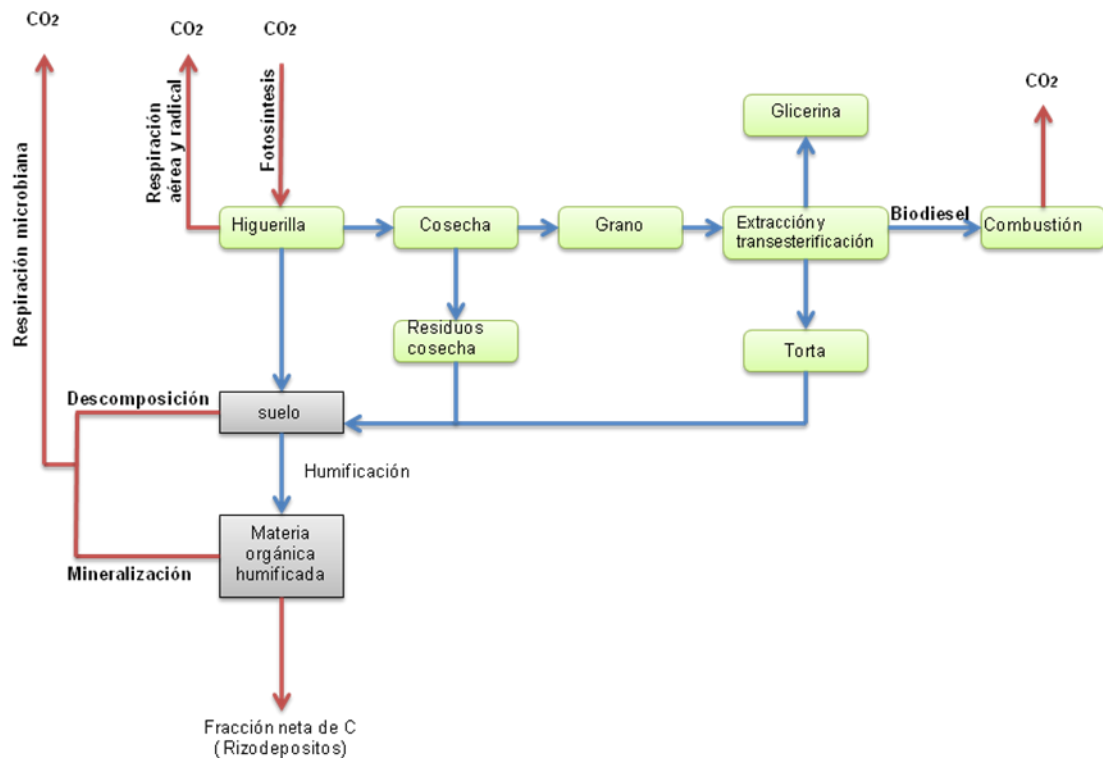 CO2
CO2
CO2
CO2
Respiración microbiana
Respiración
aérea y radical
Fotosíntesis
Glicerina
Higuerilla
Cosecha
Grano
Extracción y
transesterificación
Biodiesel
Combustión
Residuos
cosecha
Torta
Descomposición
suelo
Humificación
Materia
orgánica
humificada
Mineralización
Fracción neta de C
(Rizodepositos)